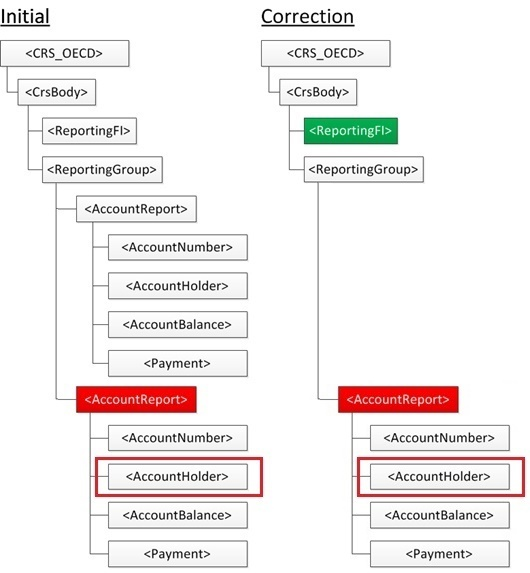 Initial
<CRS_OECD>
<CrsBody>
<ReportingFI>
<ReportingGroup>
<AccountReport>
<AccountNumber>
<AccountHolder>
<AccountBalance>
<Payment>
<AccountReport>
<AccountNumber>
<AccountHolder>
<AccountBalance>
<Payment>
Correction
<CRS_OECD>
<CrsBody>
<ReportingFI>
<ReportingGroup>
<AccountReport>
<AccountNumber>
<AccountHolder>
<AccountBalance>
<Payment>